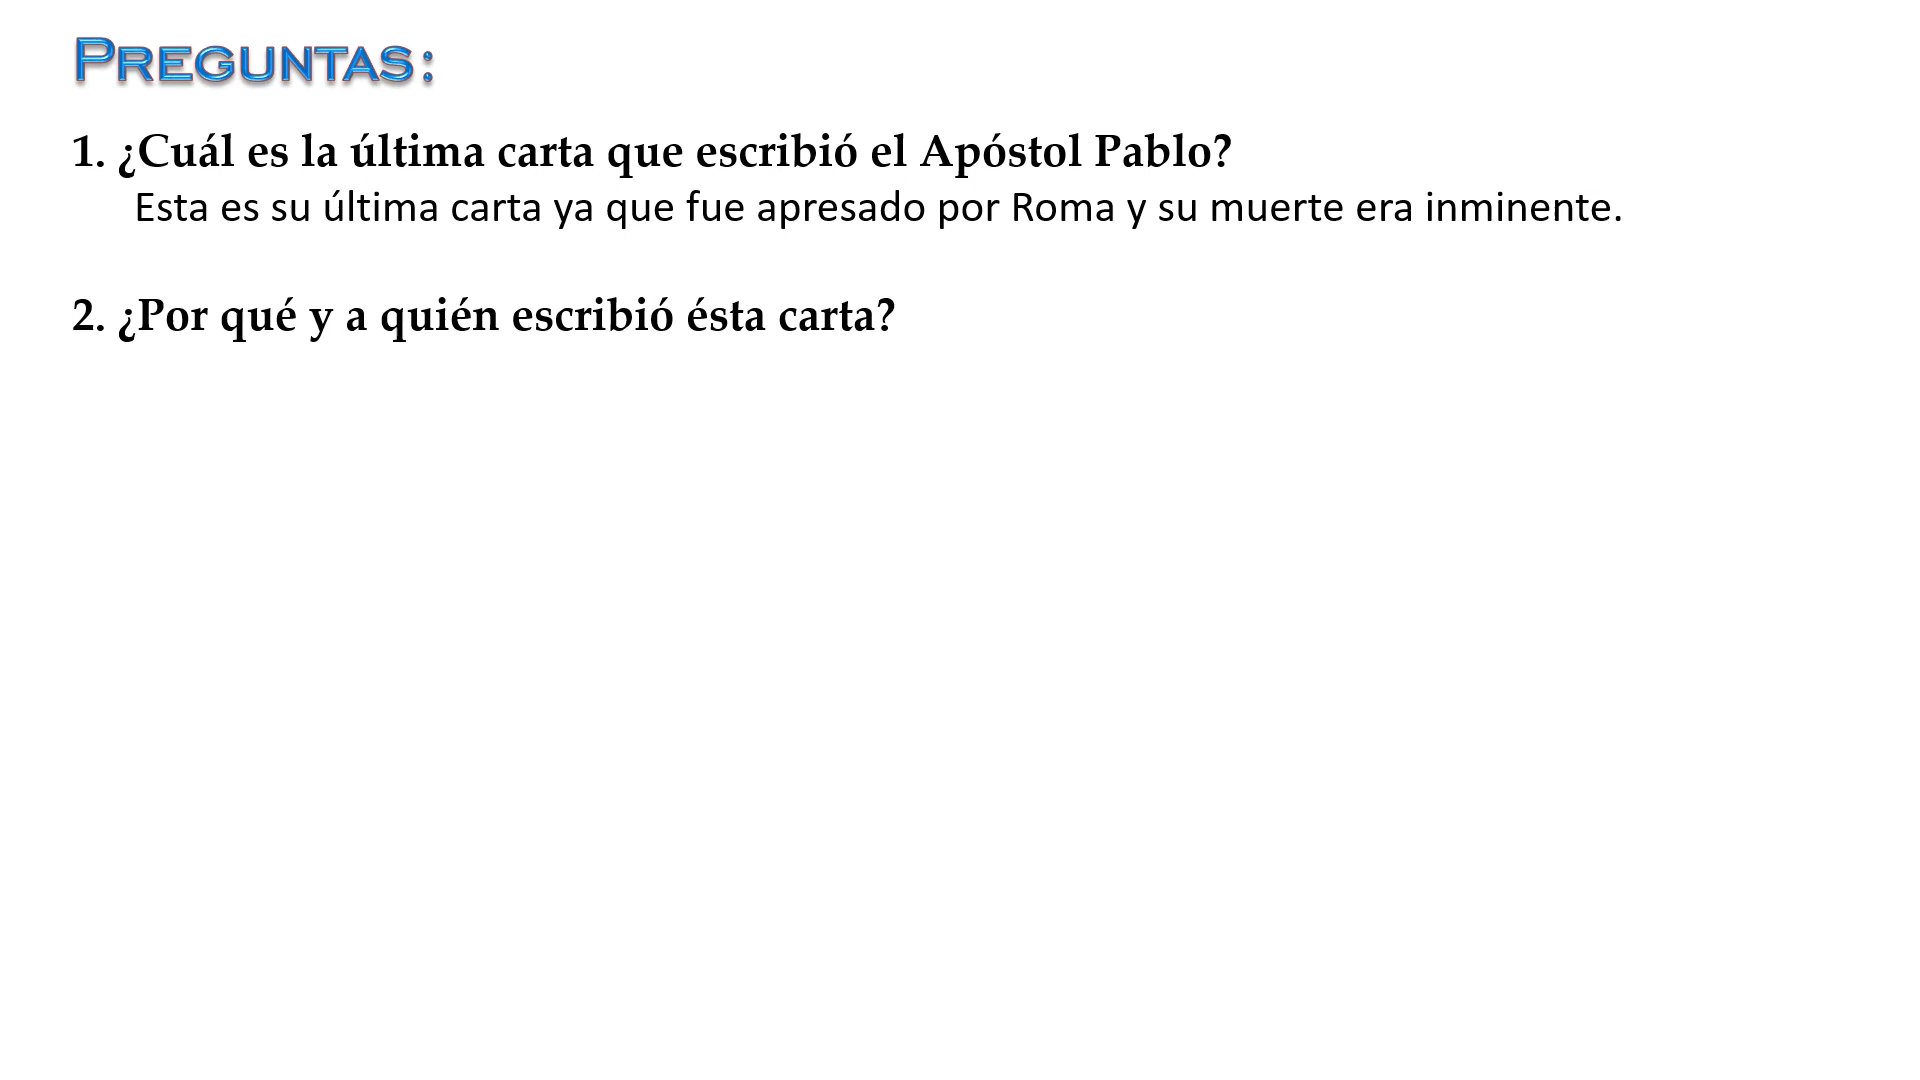 PREGUNTAS:
1. ¿Cuál es la última carta que escribió el Apóstol Pablo?
Esta es su última carta ya que fue apresado por Roma y su muerte era inminente.
2. ¿Por qué y a quién escribió ésta carta?